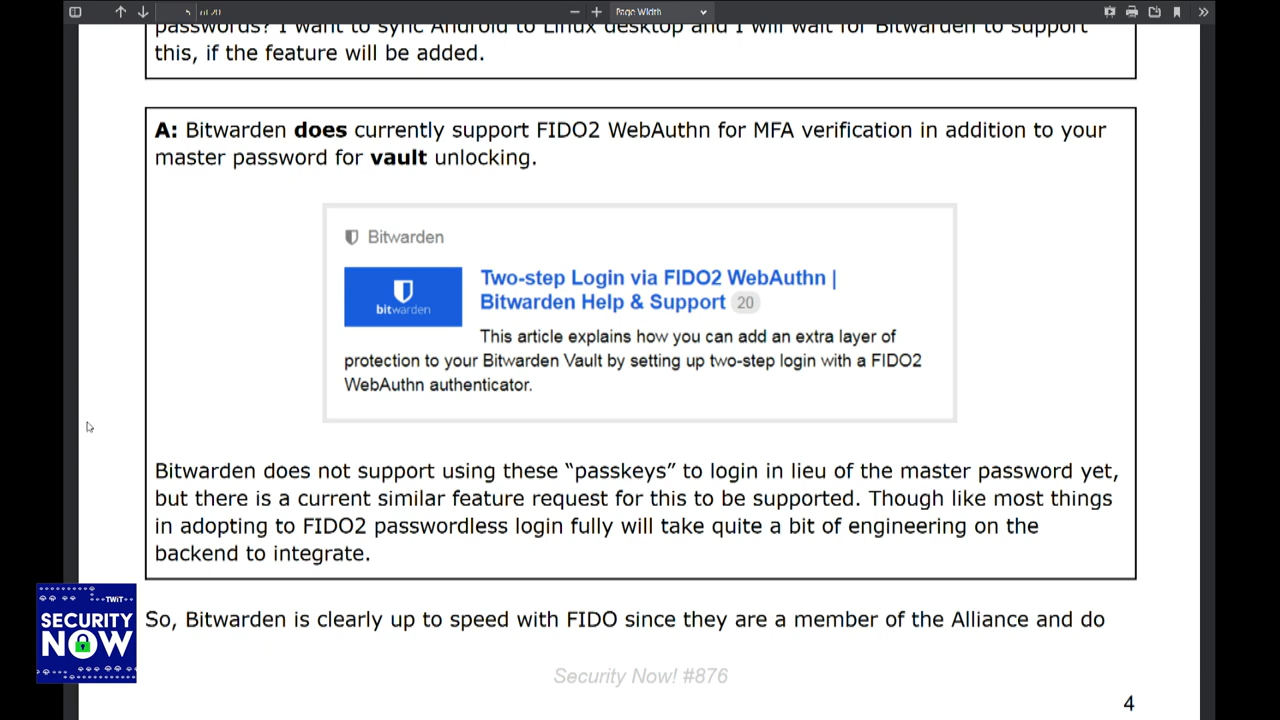 5 of 20
Page Width
passwords? I want to sync Android to Linux desktop and I will wait for Bitwarden to support
this, if the feature will be added.
A: Bitwarden does currently support FIDO2 WebAuthn for MFA verification in addition to your
master password for vault unlocking.
Bitwarden
bitwarden
Two-step Login via FIDO2 WebAuthn |
Bitwarden Help & Support 20
This article explains how you can add an extra layer of
protection to your Bitwarden Vault by setting up two-step login with a FIDO2
WebAuthn authenticator.
Bitwarden does not support using these “passkeys” to login in lieu of the master password yet,
but there is a current similar feature request for this to be supported. Though like most things
in adopting to FIDO2 passwordless login fully will take quite a bit of engineering on the
backend to integrate.
TWiT
SECURITY
NOW
So, Bitwarden is clearly up to speed with FIDO since they are a member of the Alliance and do
Security Now! #876
4